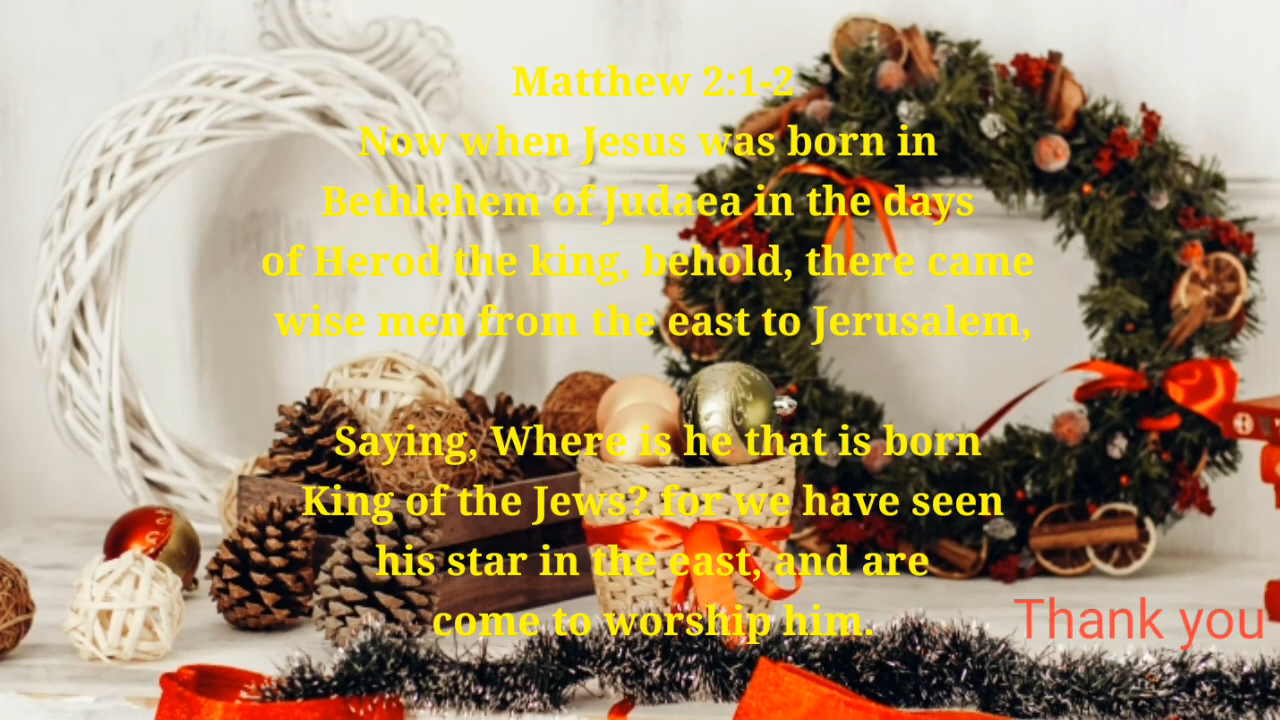 Matthew 2:1-2
Now when Jesus was born in
Bethlehem of Judaea in the days
of Herod the king, behold, there came
wise men from the east to Jerusalem,
Saying, Where is he that is born
King of the Jews? for we have seen
his star in the east, and are
come to worship him.
Thank you